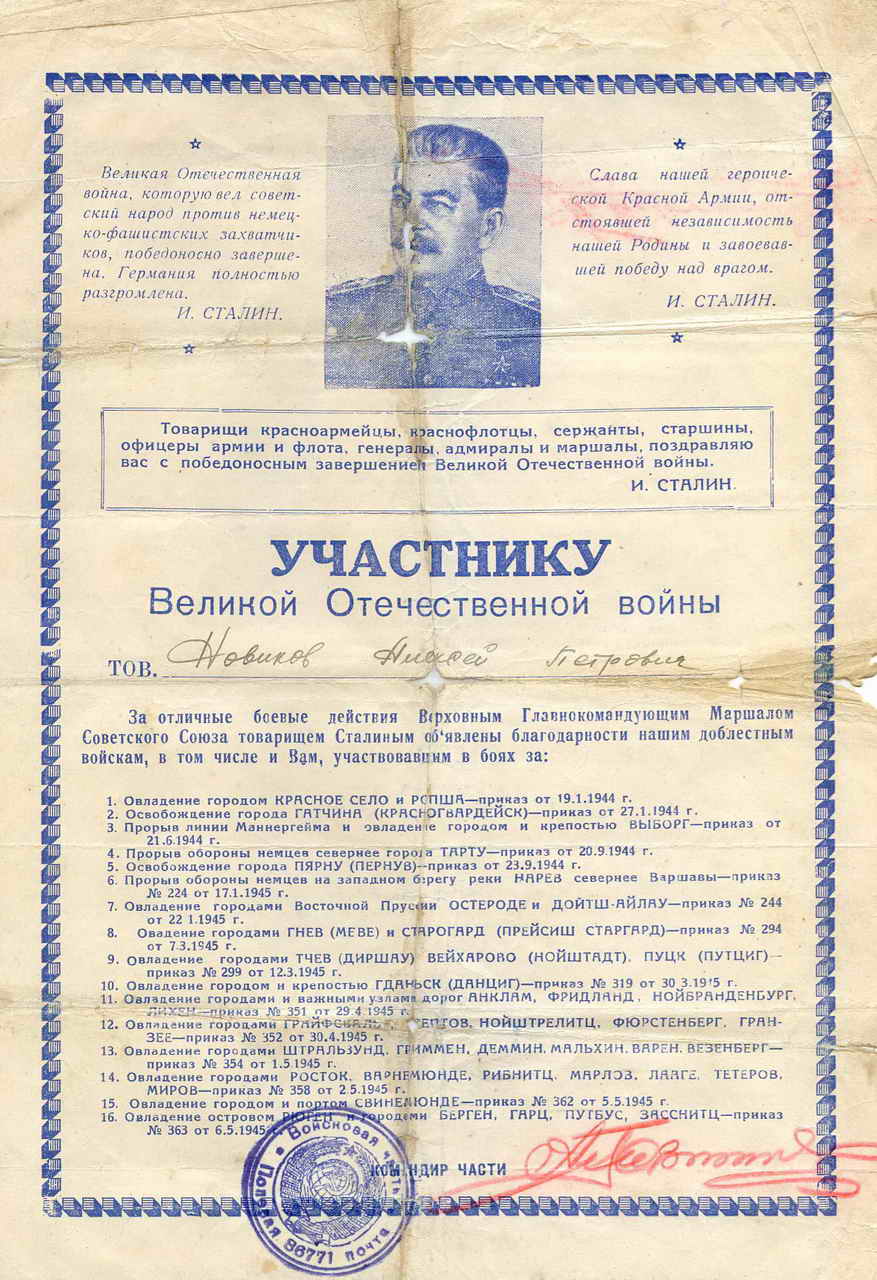 Великая Отечественная
война, которую вел совет-
ский народ против немец-
ко-фашистских захватчи-
ков, победоносно заверше-
на. Германия полностью
разгромлена.
И. СТАЛИН.
Слава нашей героиче-
ской Красной Армии, от-
стоявшей независимость
нашей Родины и завоевав-
шей победу над врагом.
И. СТАЛИН.
Товарищи красноармейцы, краснофлотцы, сержанты, старшины,
офицеры армии и флота, генералы, адмиралы и маршалы, поздравляю
вас с победоносным завершением Великой Отечественной войны.
И. СТАЛИН.
УЧАСТНИКУ
Великой Отечественной войны
ТОВ. Новиков Алексей Петрович
За отличные боевые действия Верховным Главнокомандующим Маршалом
Советского Союза товарищем Сталиным об'явлены благодарности нашим доблестным
войскам, в том числе и Вам, участвовавшим в боях за:
1. Овладение городом КРАСНОЕ СЕЛО и РОПША—приказ от 19.1.1944 г.
2. Освобождение города ГАТЧИНА (КРАСНОГВАРДЕЙСК)—приказ от 27.1.1944 г.
3. Прорыв линии Маннергейма и овладение городом и крепостью ВЫБОРГ—приказ от
21.6.1944 г.
4. Прорыв обороны немцев севернее города ТАРТУ—приказ от 20.9.1944 г.
5. Освобождение города ПЯРНУ (ПЕРНУВ)—приказ от 23.9.1944 г.
6. Прорыв обороны немцев на западном берегу реки НАРЕВ севернее Варшавы—приказ
№ 224 от 17.1.1945 г.
7. Овладение городами Восточной Пруссии ОСТЕРОДЕ и ДОЙТШ-АЙЛАУ—приказ № 244
от 22 1.1945 г.
8. Овадение городами ГНЕВ (МЕВЕ) и СТАРОГАРД (ПРЕЙСИШ СТАРГАРД)—приказ № 294
от 7.3.1945 г.
9. Овладение городами ТЧЕВ (ДИРШАУ) ВЕЙХАРОВО (НОЙШТАДТ), ПУЦК (ПУТЦИГ)—
приказ № 299 от 12.3.1945 г.
10. Овладение городом и крепостью ГДАНЬСК (ДАНЦИГ)—приказ № 319 от 30.3.1945 г.
11. Овладение городами и важными узлами дорог АНКЛАМ, ФРИДЛАНД, НОЙБРАНДЕНБУРГ,
ЛИХЕН—приказ № 351 от 29.4.1945 г.
12. Овладение городами ГРАЙФСВАЛЬД, ТРЕПТОВ, НОЙШТРЕЛИТЦ, ФЮРСТЕНБЕРГ, ГРАН-
ЗЕЕ—приказ № 352 от 30.4.1945 г.
13. Овладение городами ШТРАЛЬЗУНД, ГРИММЕН, ДЕММИН, МАЛЬХИН, ВАРЕН, ВЕЗЕНБЕРГ—
приказ № 354 от 1.5.1945 г.
14. Овладение городами РОСТОК, ВАРНЕМЮНДЕ, РИБНИТЦ, МАРЛОВ, ЛААГЕ, ТЕТЕРОВ,
МИРОВ—приказ № 358 от 2.5.1945 г.
15. Овладение городом и портом СВИНЕМЮНДЕ—приказ № 362 от 5.5.1945 г.
16. Овладение островом РЮГЕН и городами БЕРГЕН, ГАРЦ, ПУТБУС, ЗАССНИТЦ—приказ
№ 363 от 6.5.1945 г.
КОМАНДИР ЧАСТИ
Войсковая часть
Полевая почта 86771